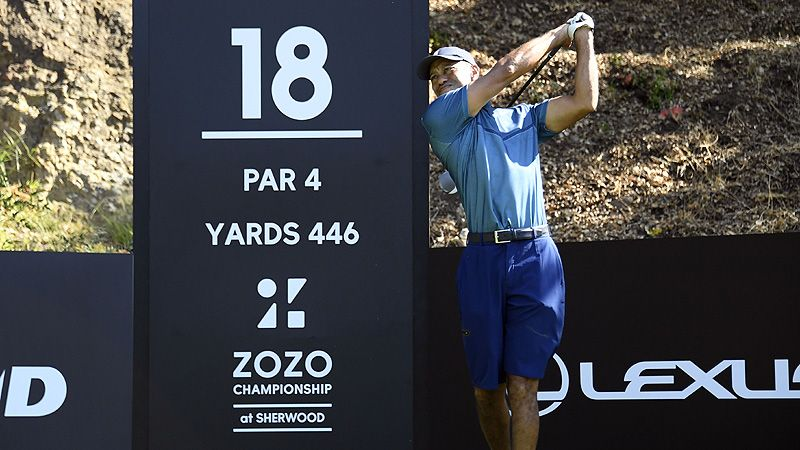 18
PAR 4
YARDS 446
ZOZO
CHAMPIONSHIP
at SHERWOOD
LEXUS